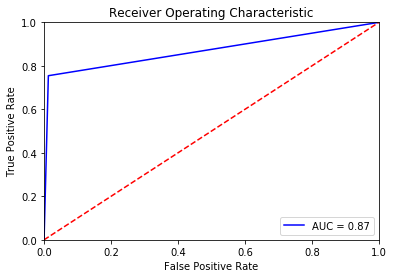 Receiver Operating Characteristic
True Positive Rate
1.0
0.8
0.6
0.4
0.2
0.0
AUC = 0.87
0.0 0.2 0.4 0.6 0.8 1.0
False Positive Rate